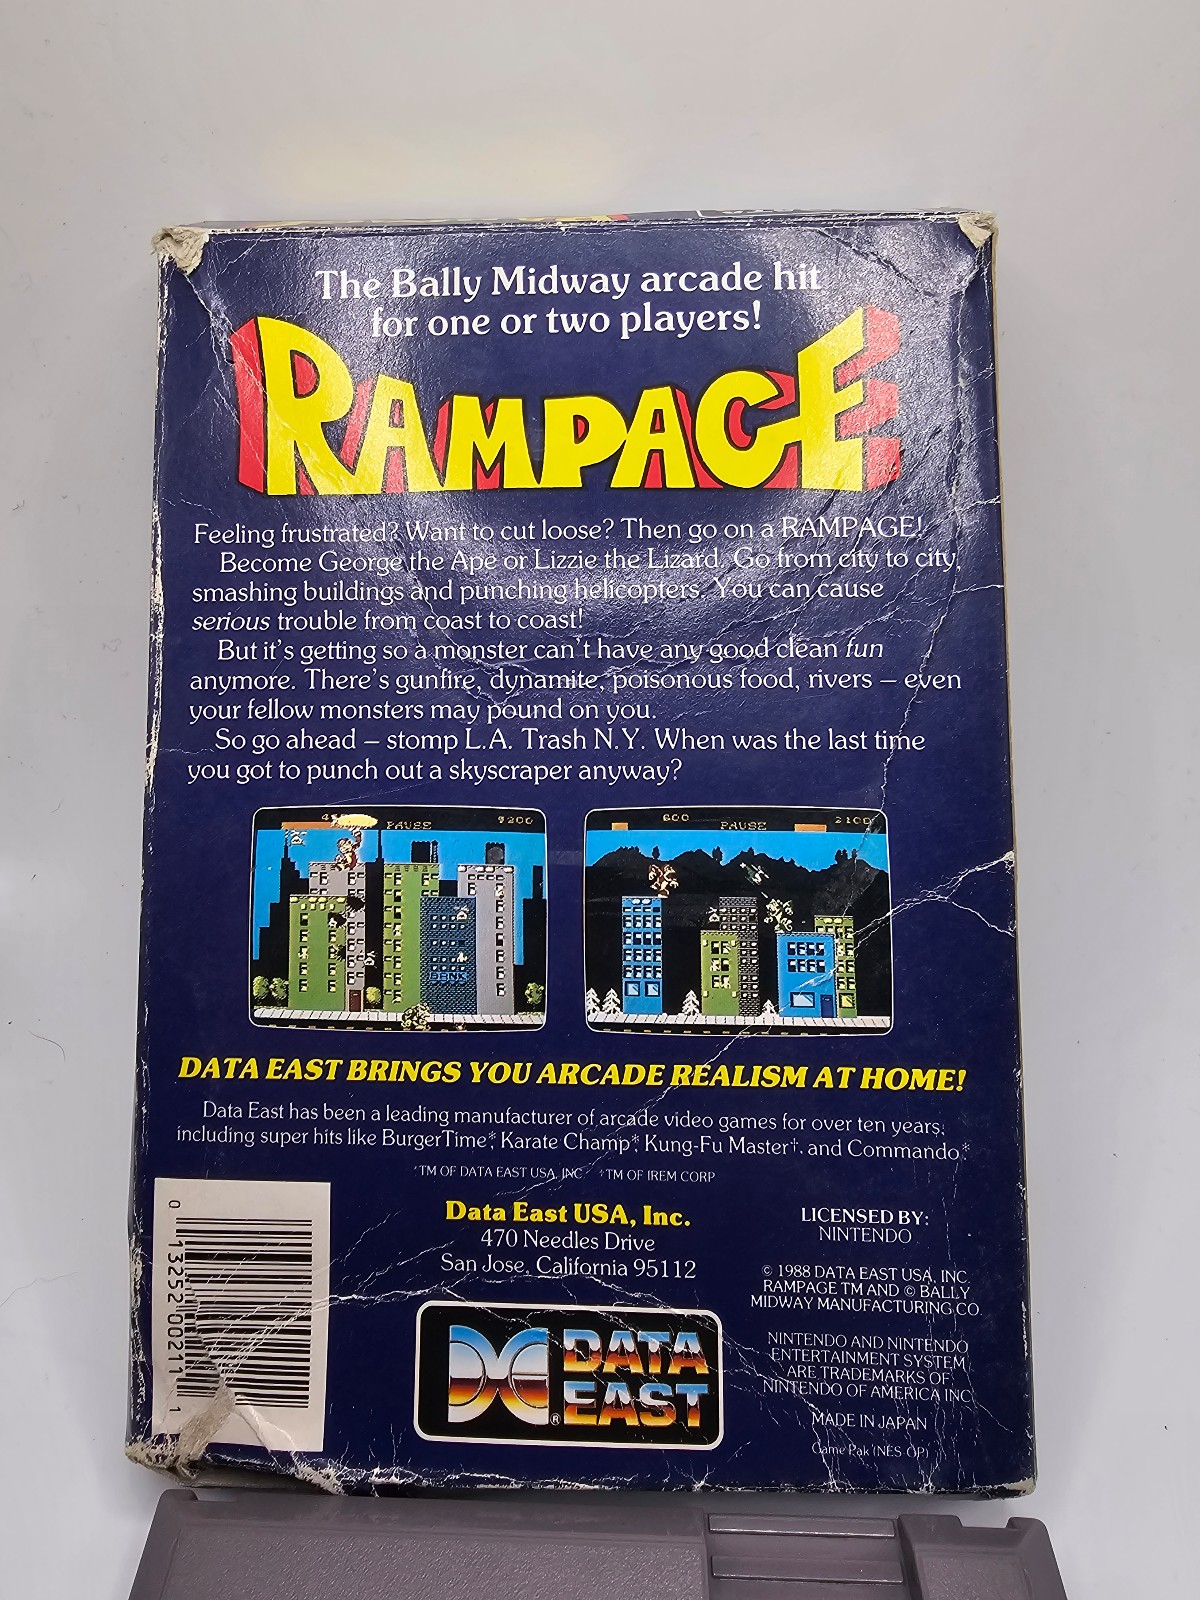 The Bally Midway arcade hit
for one or two players!
RAMPAGE
Feeling frustrated? Want to cut loose? Then go on a RAMPAGE!
Become George the Ape or Lizzie the Lizard. Go from city to city,
smashing buildings and punching helicopters. You can cause
serious trouble from coast to coast!
But it's getting so a monster can't have any good clean fun
anymore. There's gunfire, dynamite, poisonous food, rivers – even
your fellow monsters may pound on you.
So go ahead – stomp L.A. Trash N.Y. When was the last time
you got to punch out a skyscraper anyway?
PAUSE 9200
600 PAUSE 2100
DATA EAST BRINGS YOU ARCADE REALISM AT HOME!
Data East has been a leading manufacturer of arcade video games for over ten years,
including super hits like BurgerTime*, Karate Champ*, Kung-Fu Master†, and Commando.*
*TM OF DATA EAST USA, INC. †TM OF IREM CORP
Data East USA, Inc.
470 Needles Drive
San Jose, California 95112
DATA
EAST
®
LICENSED BY:
NINTENDO
© 1988 DATA EAST USA, INC.
RAMPAGE TM AND © BALLY
MIDWAY MANUFACTURING CO.
NINTENDO AND NINTENDO
ENTERTAINMENT SYSTEM
ARE TRADEMARKS OF
NINTENDO OF AMERICA INC
MADE IN JAPAN
Game Pak (NES GP)
0 13252 00211 1